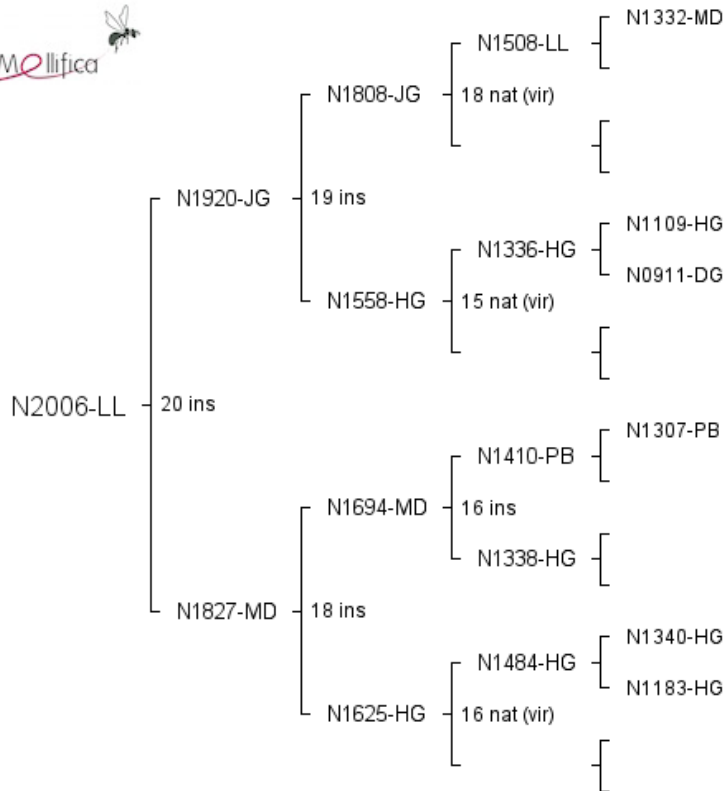 Mellifica
N1332-MD
N1508-LL
N1808-JG
18 nat (vir)
N1920-JG
19 ins
N1109-HG
N1336-HG
N0911-DG
N1558-HG
15 nat (vir)
N2006-LL
20 ins
N1307-PB
N1410-PB
N1694-MD
16 ins
N1338-HG
N1827-MD
18 ins
N1340-HG
N1484-HG
N1183-HG
N1625-HG
16 nat (vir)